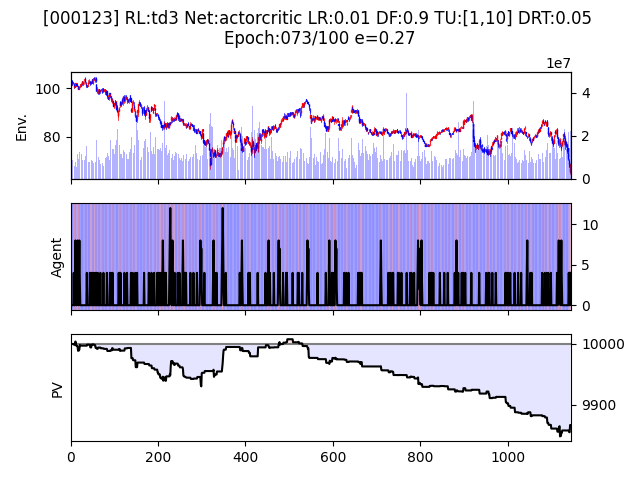 [000123] RL:td3 Net:actorcritic LR:0.01 DF:0.9 TU:[1,10] DRT:0.05
Epoch:073/100 e=0.27
1e7
Env.
100
80
4
2
0
Agent
10
5
0
PV
10000
9900
0 200 400 600 800 1000